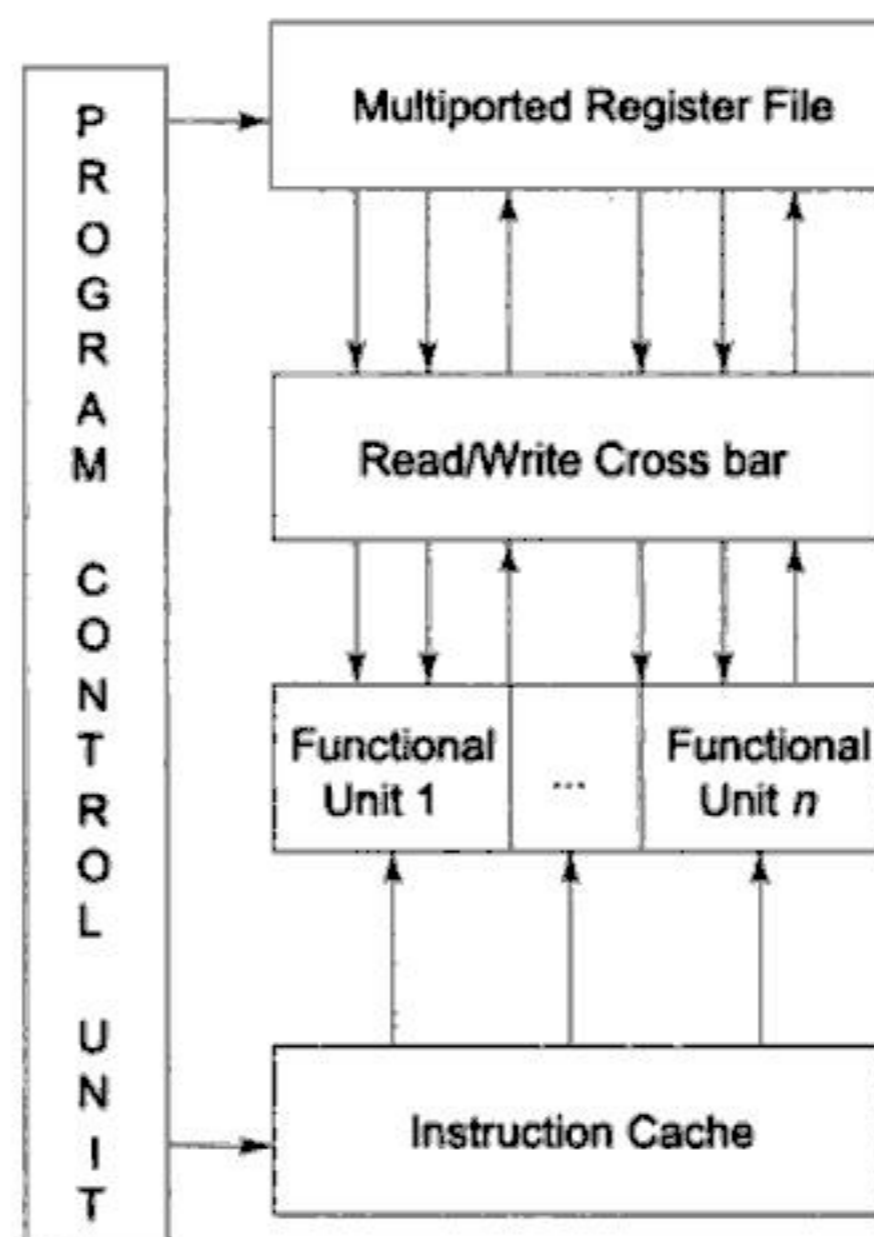 PROGRAM CONTROL UNIT
Multiported Register File
Read/Write Cross bar
Functional
Unit 1
...
Functional
Unit n
Instruction Cache